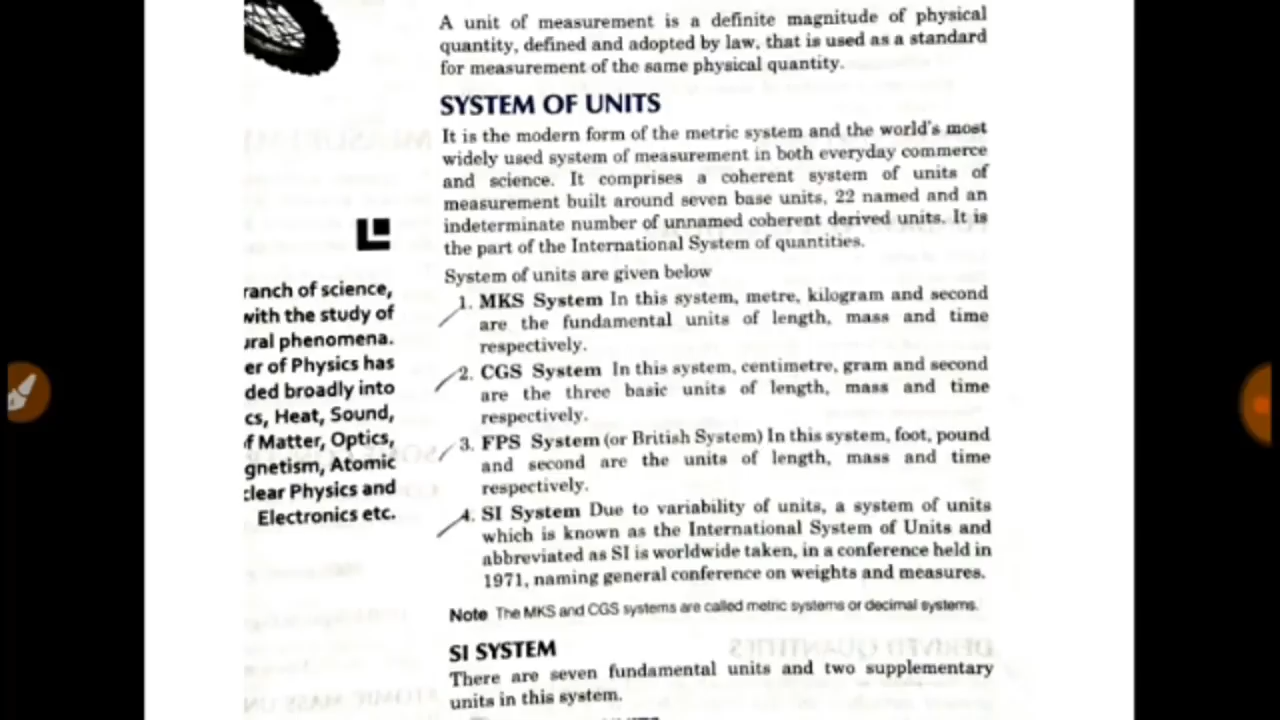 A unit of measurement is a definite magnitude of physical
quantity, defined and adopted by law, that is used as a standard
for measurement of the same physical quantity.
SYSTEM OF UNITS
It is the modern form of the metric system and the world's most
widely used system of measurement in both everyday commerce
and science. It comprises a coherent system of units of
measurement built around seven base units, 22 named and an
indeterminate number of unnamed coherent derived units. It is
the part of the International System of quantities.
System of units are given below
1. MKS System In this system, metre, kilogram and second
are the fundamental units of length, mass and time
respectively.
2. CGS System In this system, centimetre, gram and second
are the three basic units of length, mass and time
respectively.
3. FPS System (or British System) In this system, foot, pound
and second are the units of length, mass and time
respectively.
4. SI System Due to variability of units, a system of units
which is known as the International System of Units and
abbreviated as SI is worldwide taken, in a conference held in
1971, naming general conference on weights and measures.
Note The MKS and CGS systems are called metric systems or decimal systems.
SI SYSTEM
There are seven fundamental units and two supplementary
units in this system.
ranch of science,
with the study of
ural phenomena.
er of Physics has
ded broadly into
cs, Heat, Sound,
f Matter, Optics,
gnetism, Atomic
clear Physics and
Electronics etc.